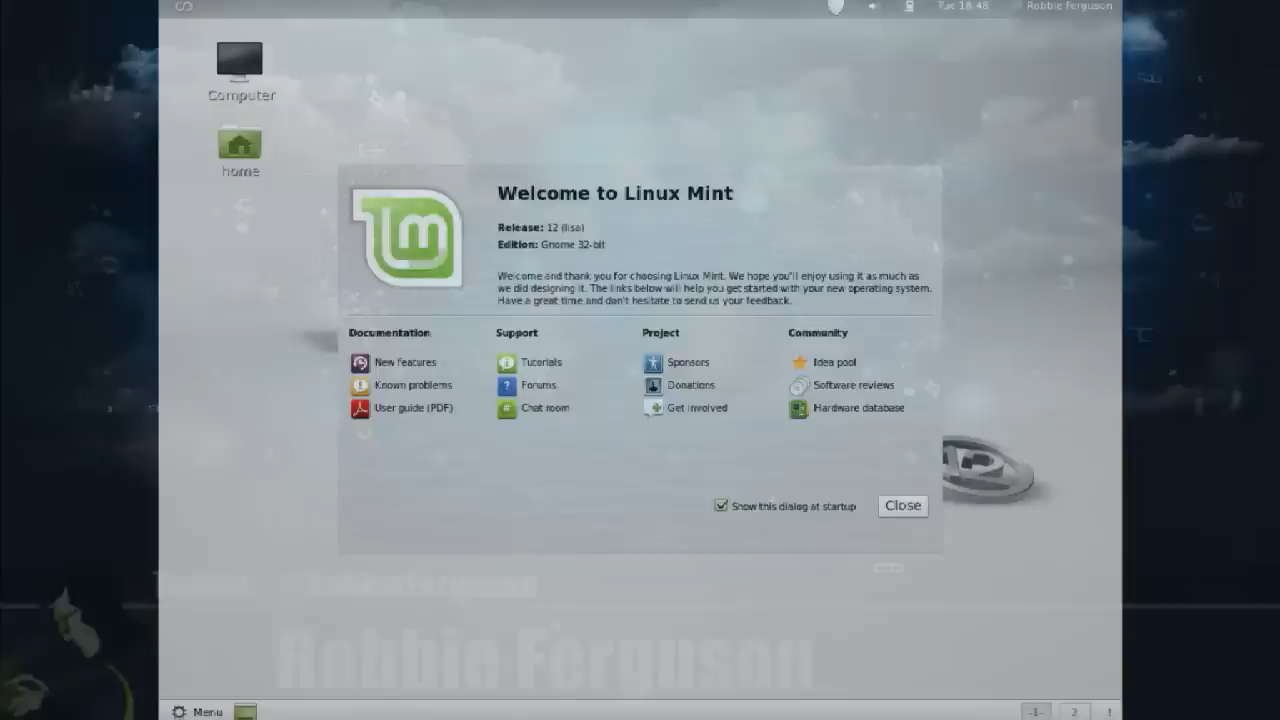 Tue 18:48 Robbie Ferguson
Computer
home
Welcome to Linux Mint
Release: 12 (lisa)
Edition: Gnome 32-bit
Welcome and thank you for choosing Linux Mint. We hope you'll enjoy using it as much as
we did designing it. The links below will help you get started with your new operating system.
Have a great time and don't hesitate to send us your feedback.
Documentation Support Project Community
New features Tutorials Sponsors Idea pool
Known problems Forums Donations Software reviews
User guide (PDF) Chat room Get involved Hardware database
Show this dialog at startup Close
Robbie Ferguson
Menu -1- 2